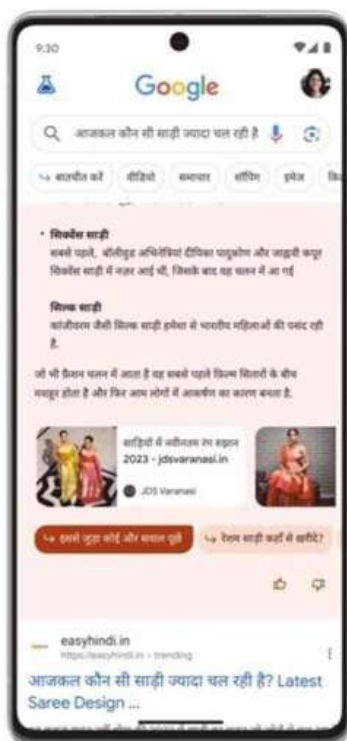 9:30
Google
आजकल कौन सी साड़ी ज्यादा चल रही है
बातचीत करें वीडियो समाचार शॉपिंग इमेज
• सिक्वेंस साड़ी
सबसे पहले, बॉलीवुड अभिनेत्रियां दीपिका पादुकोण और जाह्नवी कपूर
सिक्वेंस साड़ी में नज़र आई थी, जिसके बाद वह चलन में आ गई
सिल्क साड़ी
कांजीवरम जैसी सिल्क साड़ी हमेशा से भारतीय महिलाओं की पसंद रही
है.
जो भी फ़ैशन चलन में आता है वह सबसे पहले फ़िल्म सितारों के बीच
मशहूर होता है और फिर आम लोगों में आकर्षण का कारण बनता है.
साड़ियों में नवीनतम रंग रुझान
2023 - jdsvaranasi.in
JDS Varanasi
इससे जुड़ा कोई और सवाल पूछें रेशम साड़ी कहाँ से खरीदें?
easyhindi.in
https://easyhindi.in › trending
आजकल कौन सी साड़ी ज्यादा चल रही है? Latest
Saree Design ...